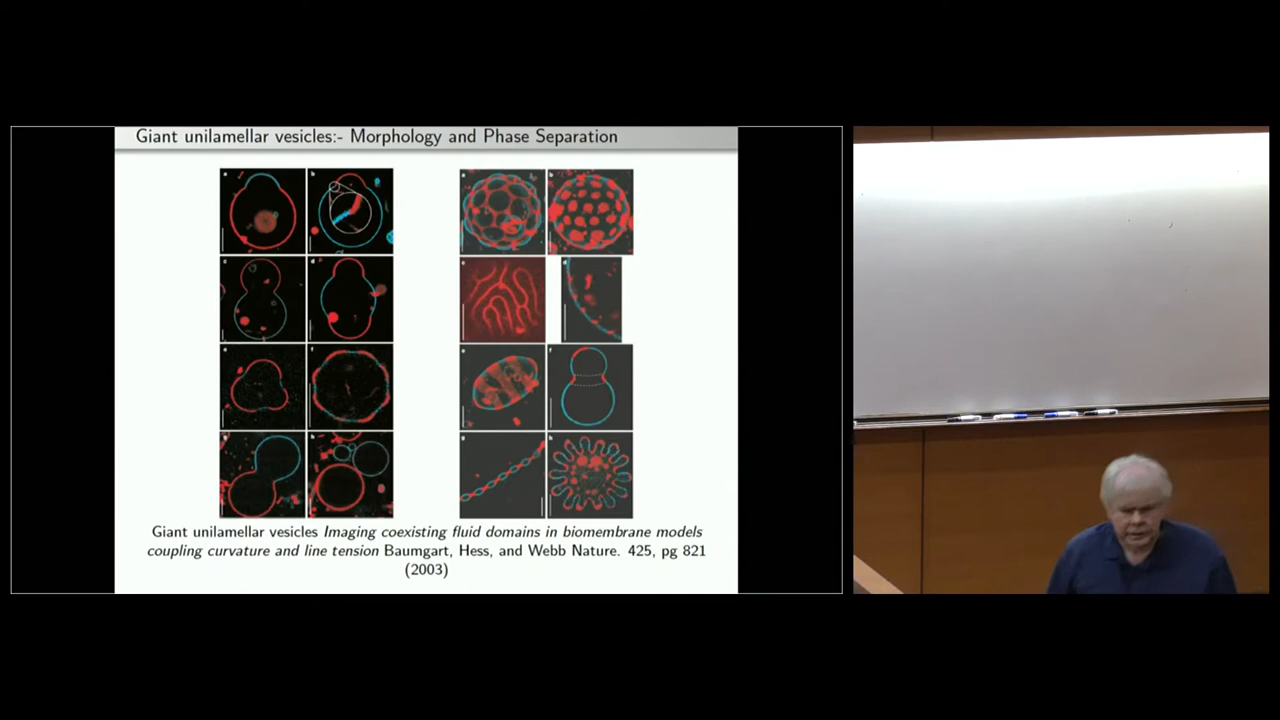 Giant unilamellar vesicles:- Morphology and Phase Separation
a
b
c
d
e
f
g
h
a
b
c
d
e
f
g
h
Giant unilamellar vesicles Imaging coexisting fluid domains in biomembrane models
coupling curvature and line tension Baumgart, Hess, and Webb Nature. 425, pg 821
(2003)